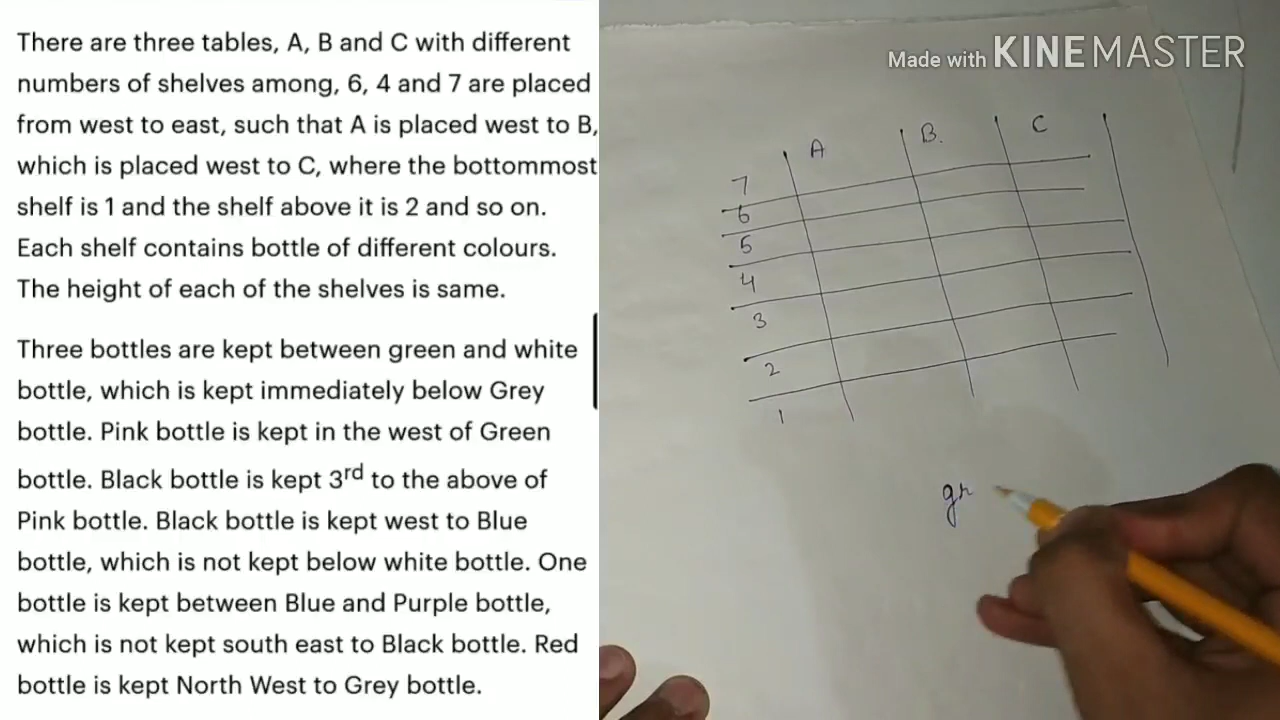 There are three tables, A, B and C with different
numbers of shelves among, 6, 4 and 7 are placed
from west to east, such that A is placed west to B,
which is placed west to C, where the bottommost
shelf is 1 and the shelf above it is 2 and so on.
Each shelf contains bottle of different colours.
The height of each of the shelves is same.
Three bottles are kept between green and white
bottle, which is kept immediately below Grey
bottle. Pink bottle is kept in the west of Green
bottle. Black bottle is kept 3rd to the above of
Pink bottle. Black bottle is kept west to Blue
bottle, which is not kept below white bottle. One
bottle is kept between Blue and Purple bottle,
which is not kept south east to Black bottle. Red
bottle is kept North West to Grey bottle.
Made with KINEMASTER
A B. C
7
6
5
4
3
2
1
gr